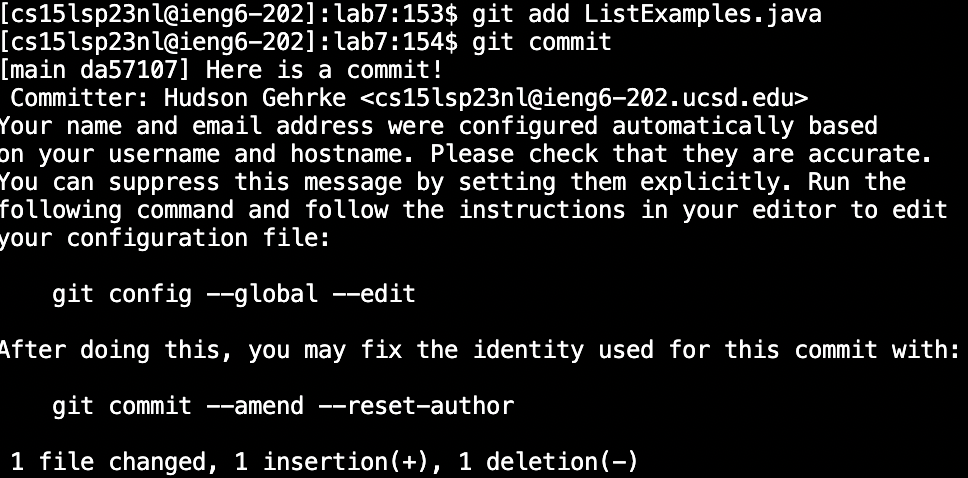 [cs15lsp23nl@ieng6-202]:lab7:153$ git add ListExamples.java
[cs15lsp23nl@ieng6-202]:lab7:154$ git commit
[main da57107] Here is a commit!
 Committer: Hudson Gehrke <cs15lsp23nl@ieng6-202.ucsd.edu>
Your name and email address were configured automatically based
on your username and hostname. Please check that they are accurate.
You can suppress this message by setting them explicitly. Run the
following command and follow the instructions in your editor to edit
your configuration file:

    git config --global --edit

After doing this, you may fix the identity used for this commit with:

    git commit --amend --reset-author

 1 file changed, 1 insertion(+), 1 deletion(-)